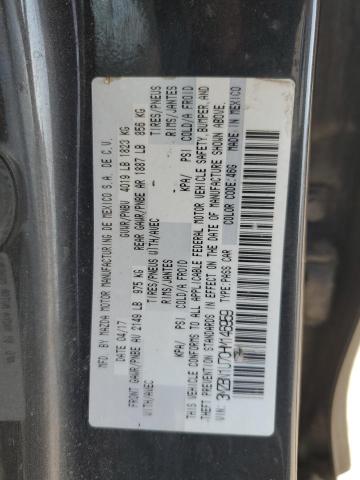 MFD. BY MAZDA MOTOR MANUFACTURING DE MEXICO S.A. DE C.V.
DATE 04/17 GVWR/PNBV 4019 LB 1823 KG
FRONT GAWR/PNBE AV 2149 LB 975 KG REAR GAWR/PNBE AR 1887 LB 856 KG
WITH/AVEC TIRES/PNEUS WITH/AVEC TIRES/PNEUS
RIMS/JANTES RIMS/JANTES
KPA/ PSI COLD/A FROID KPA/ PSI COLD/A FROID
THIS VEHICLE CONFORMS TO ALL APPLICABLE FEDERAL MOTOR VEHICLE SAFETY, BUMPER, AND
THEFT PREVENTION STANDARDS IN EFFECT ON THE DATE OF MANUFACTURE SHOWN ABOVE.
VIN: TYPE: PASS CAR COLOR CODE:46G MADE IN MEXICO